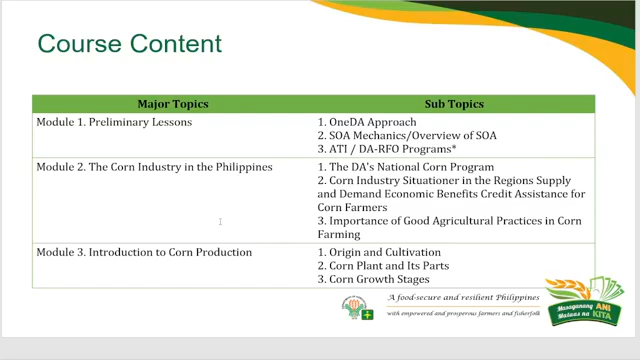 Course Content
Major Topics
Sub Topics
Module 1. Preliminary Lessons
1. OneDA Approach
2. SOA Mechanics/Overview of SOA
3. ATI / DA-RFO Programs*
Module 2. The Corn Industry in the Philippines
1. The DA's National Corn Program
2. Corn Industry Situationer in the Regions Supply
and Demand Economic Benefits Credit Assistance for
Corn Farmers
3. Importance of Good Agricultural Practices in Corn
Farming
Module 3. Introduction to Corn Production
1. Origin and Cultivation
2. Corn Plant and Its Parts
3. Corn Growth Stages
A food-secure and resilient Philippines
with empowered and prosperous farmers and fisherfolk
Masaganang ANI
Mataas na KITA